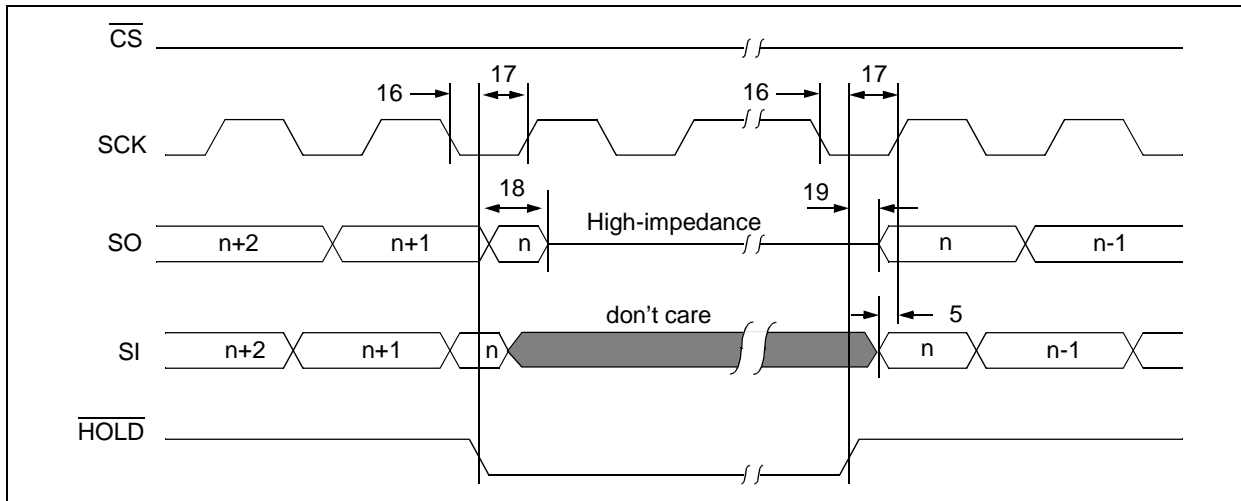 CS
17 17
16 16
SCK
18 19
High-impedance
SO n+2 n+1 n n n-1
don't care 5
SI n+2 n+1 n n n-1
HOLD